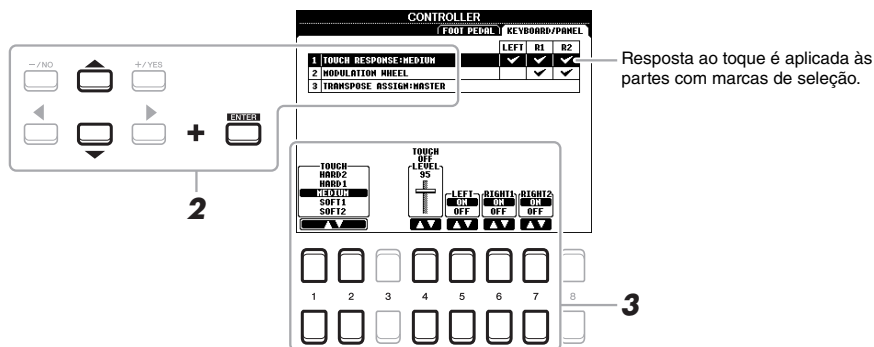 CONTROLLER
FOOT PEDAL KEYBOARD/PANEL
LEFT R1 R2
1 TOUCH RESPONSE:MEDIUM
2 MODULATION WHEEL
3 TRANSPOSE ASSIGN:MASTER
Resposta ao toque é aplicada às
partes com marcas de seleção.
–/NO +/YES
ENTER
+
2
TOUCH
HARD2
HARD1
MEDIUM
SOFT1
SOFT2
TOUCH
OFF
LEVEL
95
LEFT RIGHT1 RIGHT2
ON ON ON
OFF OFF OFF
1 2 3 4 5 6 7 8
3